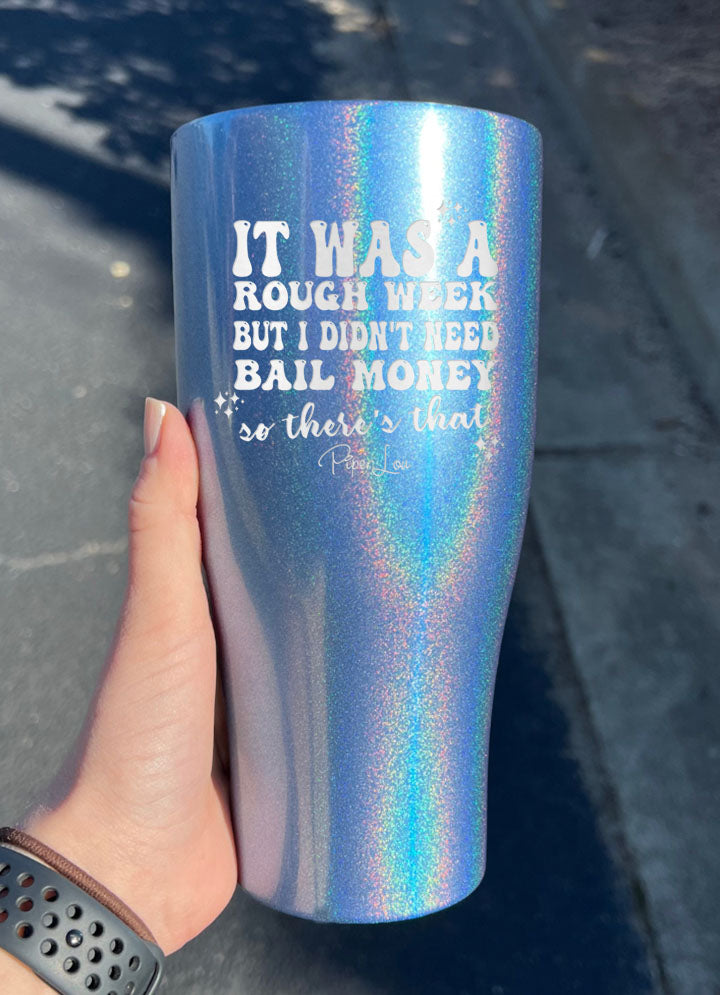 IT WAS A
ROUGH WEEK
BUT I DIDN'T NEED
BAIL MONEY
so there's that
Piper Lou